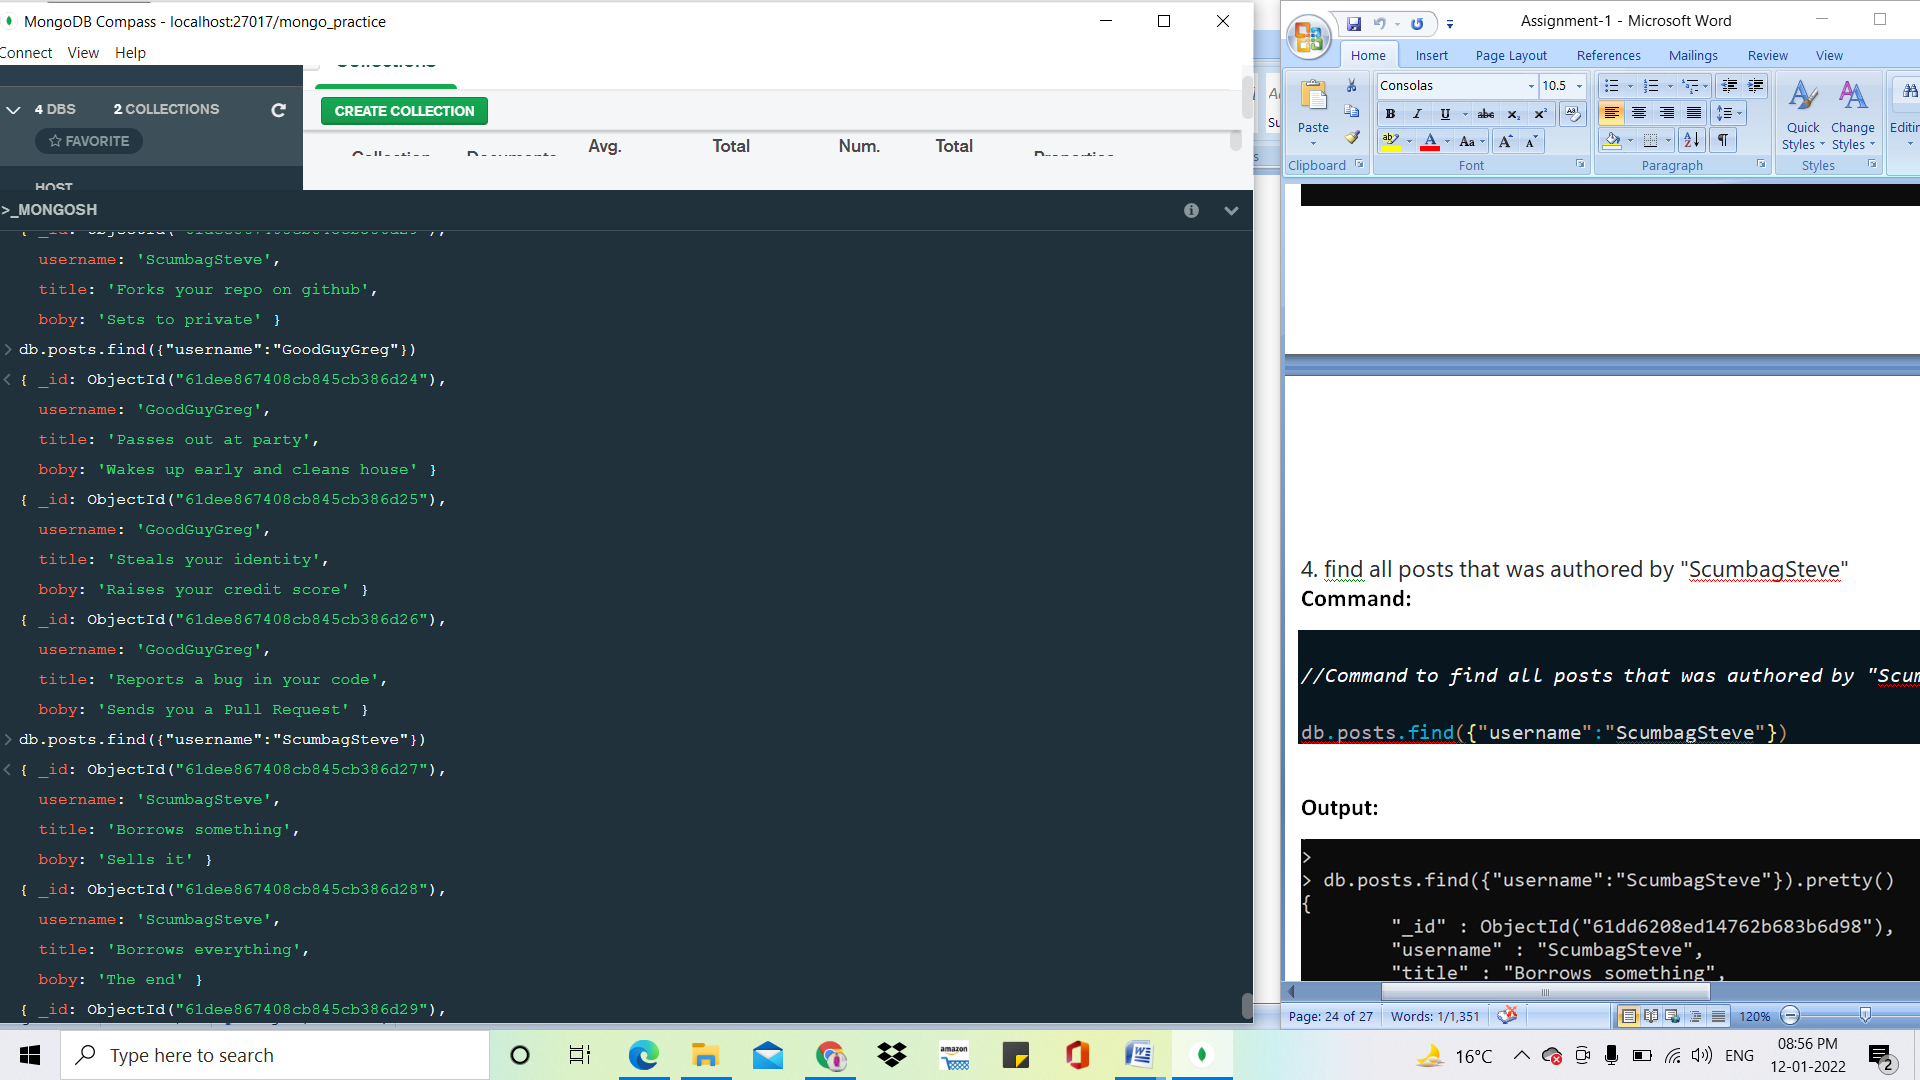 MongoDB Compass - localhost:27017/mongo_practice
Connect View Help
Collections
4 DBS 2 COLLECTIONS
CREATE COLLECTION
FAVORITE
Collection Documents Avg. Total Num. Total Properties
HOST
>_MONGOSH
username: 'ScumbagSteve',
title: 'Forks your repo on github',
boby: 'Sets to private' }
> db.posts.find({"username":"GoodGuyGreg"})
< { _id: ObjectId("61dee867408cb845cb386d24"),
username: 'GoodGuyGreg',
title: 'Passes out at party',
boby: 'Wakes up early and cleans house' }
{ _id: ObjectId("61dee867408cb845cb386d25"),
username: 'GoodGuyGreg',
title: 'Steals your identity',
boby: 'Raises your credit score' }
{ _id: ObjectId("61dee867408cb845cb386d26"),
username: 'GoodGuyGreg',
title: 'Reports a bug in your code',
boby: 'Sends you a Pull Request' }
> db.posts.find({"username":"ScumbagSteve"})
< { _id: ObjectId("61dee867408cb845cb386d27"),
username: 'ScumbagSteve',
title: 'Borrows something',
boby: 'Sells it' }
{ _id: ObjectId("61dee867408cb845cb386d28"),
username: 'ScumbagSteve',
title: 'Borrows everything',
boby: 'The end' }
{ _id: ObjectId("61dee867408cb845cb386d29"),
Assignment-1 - Microsoft Word
Home Insert Page Layout References Mailings Review View
Consolas 10.5
Paste
Quick Styles
Change Styles
Clipboard Font Paragraph Styles
4. find all posts that was authored by "ScumbagSteve"
Command:
//Command to find all posts that was authored by "Scum
db.posts.find({"username":"ScumbagSteve"})
Output:
>
> db.posts.find({"username":"ScumbagSteve"}).pretty()
{
"_id" : ObjectId("61dd6208ed14762b683b6d98"),
"username" : "ScumbagSteve",
"title" : "Borrows something",
Page: 24 of 27 Words: 1/1,351 120%
Type here to search
amazon
16°C ENG
08:56 PM
12-01-2022
2